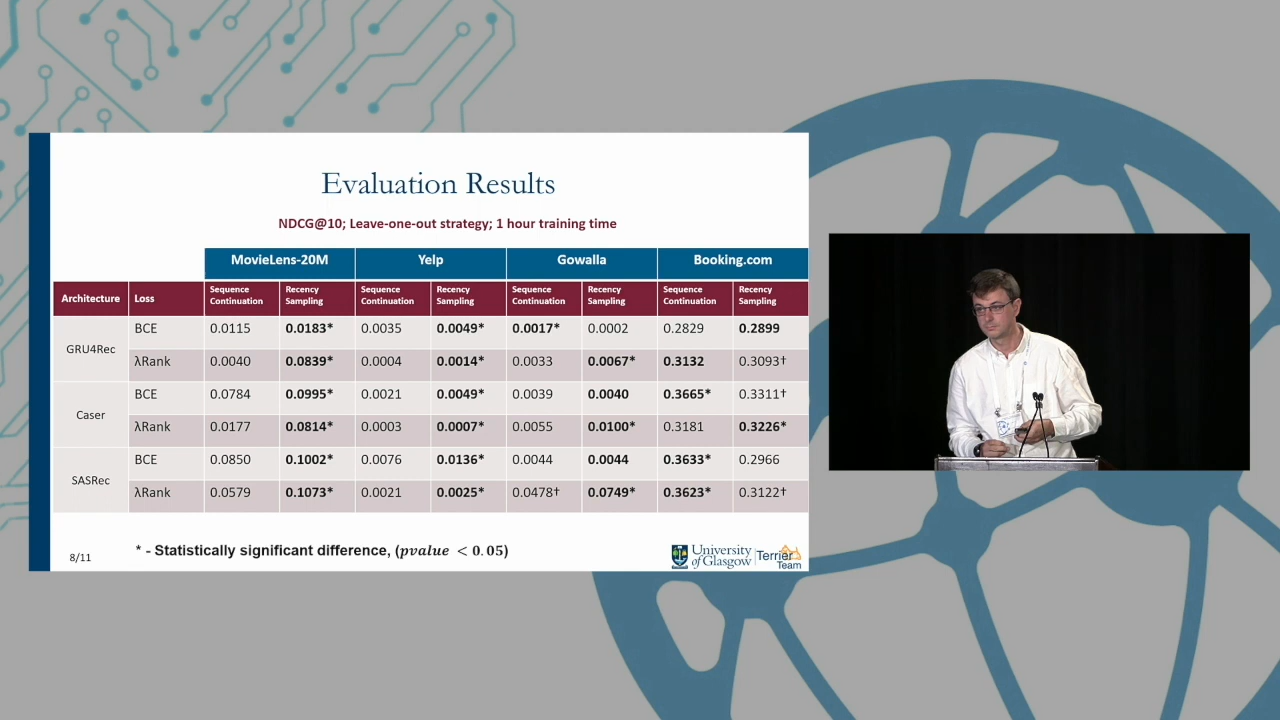 Evaluation Results
NDCG@10; Leave-one-out strategy; 1 hour training time
MovieLens-20M Yelp Gowalla Booking.com
Architecture Loss Sequence Continuation Recency Sampling Sequence Continuation Recency Sampling Sequence Continuation Recency Sampling Sequence Continuation Recency Sampling
GRU4Rec
BCE 0.0115 0.0183* 0.0035 0.0049* 0.0017* 0.0002 0.2829 0.2899
λRank 0.0040 0.0839* 0.0004 0.0014* 0.0033 0.0067* 0.3132 0.3093†
Caser
BCE 0.0784 0.0995* 0.0021 0.0049* 0.0039 0.0040 0.3665* 0.3311†
λRank 0.0177 0.0814* 0.0003 0.0007* 0.0055 0.0100* 0.3181 0.3226*
SASRec
BCE 0.0850 0.1002* 0.0076 0.0136* 0.0044 0.0044 0.3633* 0.2966
λRank 0.0579 0.1073* 0.0021 0.0025* 0.0478† 0.0749* 0.3623* 0.3122†
8/11
* - Statistically significant difference, (pvalue < 0.05)
University of Glasgow
Terrier Team